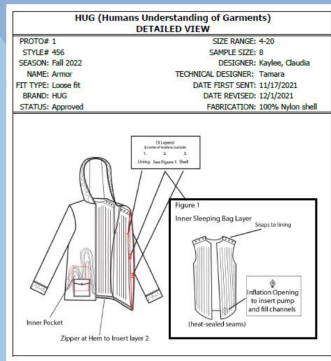 HUG (Humans Understanding of Garments)
DETAILED VIEW
PROTO# 1
SIZE RANGE: 4-20
STYLE# 456
SAMPLE SIZE: 8
SEASON: Fall 2022
DESIGNER: Kaylee, Claudia
NAME: Armor
TECHNICAL DESIGNER: Tamara
FIT TYPE: Loose fit
DATE FIRST SENT: 11/17/2021
BRAND: HUG
DATE REVISED: 12/1/2021
STATUS: Approved
FABRICATION: 100% Nylon shell
(3 Layers)
1. 2. 3.
Lining See Figure 1 Shell
Figure 1
Inner Sleeping Bag Layer
Snaps to lining
Inflation Opening
to insert pump
and fill channels
(heat-sealed seams)
Inner Pocket
Zipper at Hem to Insert layer 2